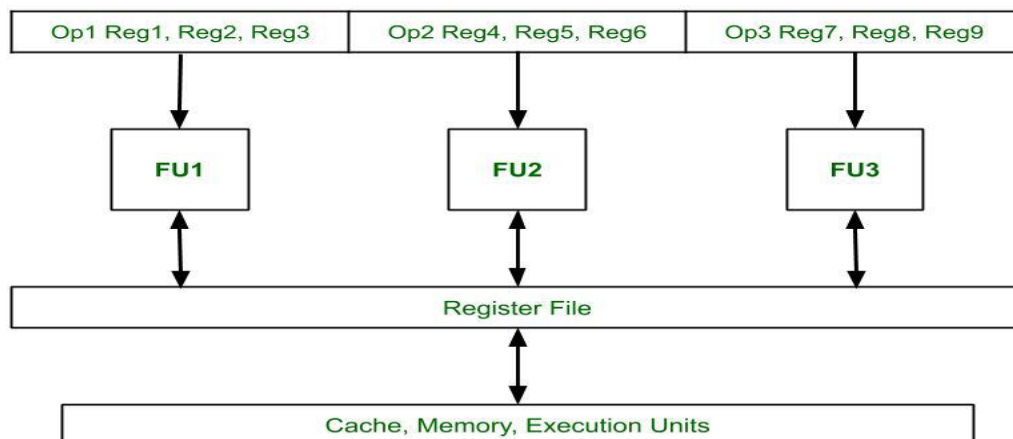 Op1 Reg1, Reg2, Reg3
Op2 Reg4, Reg5, Reg6
Op3 Reg7, Reg8, Reg9
FU1
FU2
FU3
Register File
Cache, Memory, Execution Units